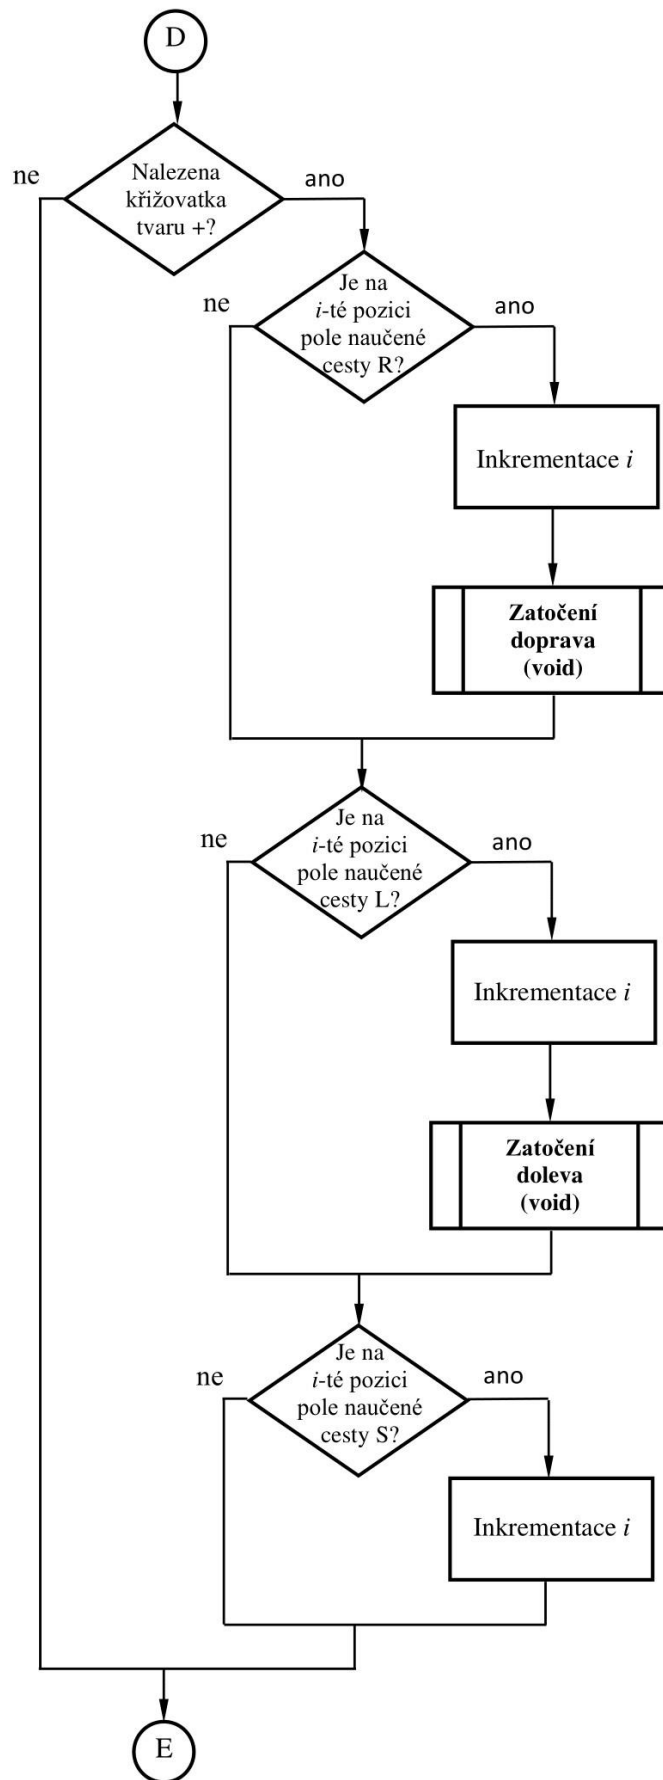 D
Nalezena
křižovatka
tvaru +?
ne
ano
Je na
i-té pozici
pole naučené
cesty R?
ne
ano
Inkrementace i
Zatočení
doprava
(void)
Je na
i-té pozici
pole naučené
cesty L?
ne
ano
Inkrementace i
Zatočení
doleva
(void)
Je na
i-té pozici
pole naučené
cesty S?
ne
ano
Inkrementace i
E